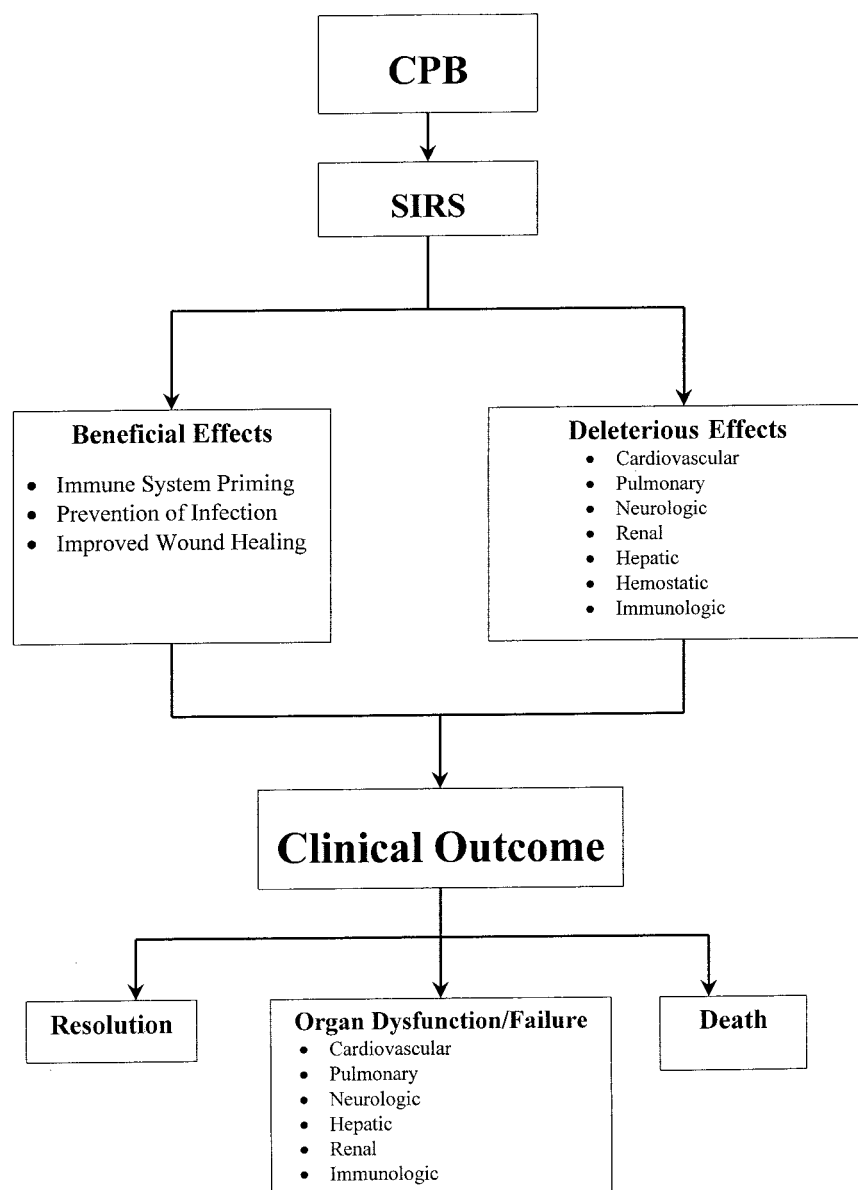 CPB
SIRS
Beneficial Effects
• Immune System Priming
• Prevention of Infection
• Improved Wound Healing
Deleterious Effects
• Cardiovascular
• Pulmonary
• Neurologic
• Renal
• Hepatic
• Hemostatic
• Immunologic
Clinical Outcome
Resolution
Organ Dysfunction/Failure
• Cardiovascular
• Pulmonary
• Neurologic
• Hepatic
• Renal
• Immunologic
Death